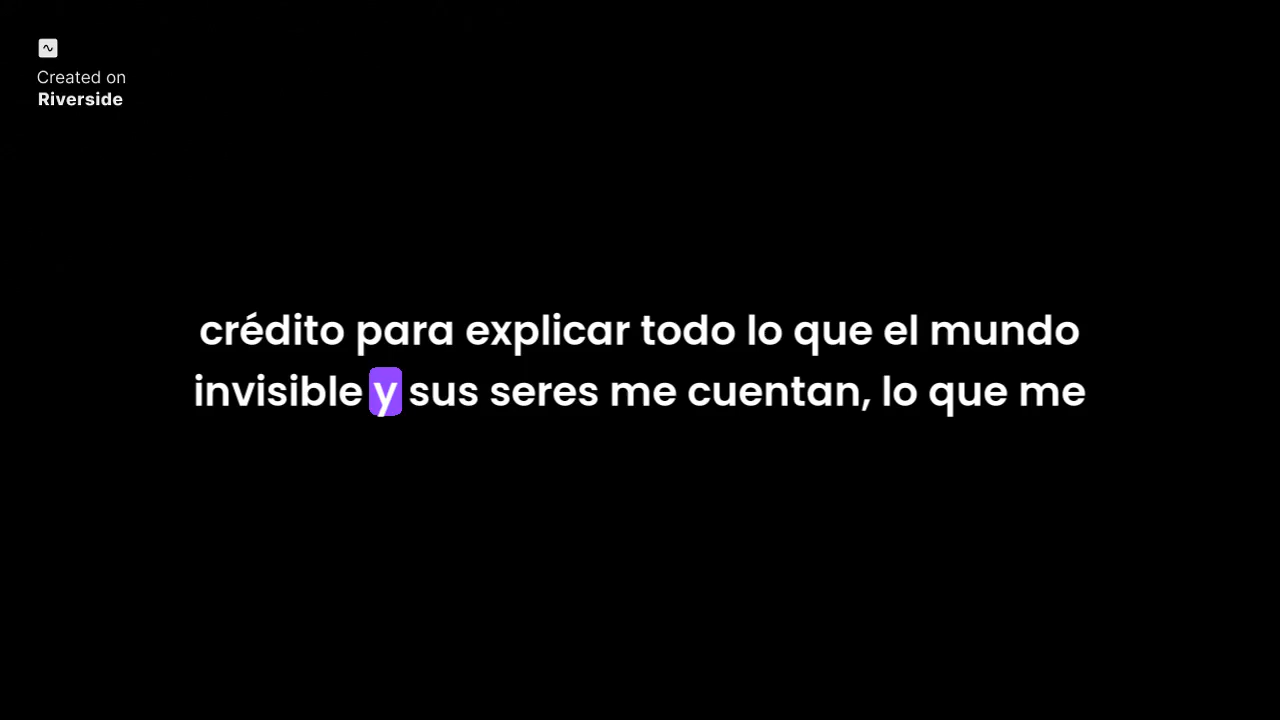 Created on
Riverside
crédito para explicar todo lo que el mundo
invisible y sus seres me cuentan, lo que me